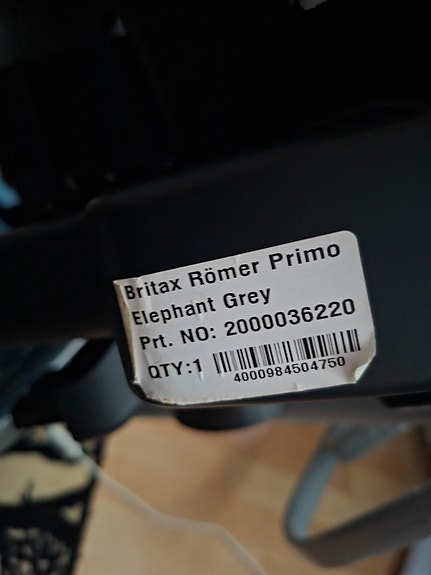 Britax Römer Primo
Elephant Grey
Prt. NO: 2000036220
QTY:1
4000984504750